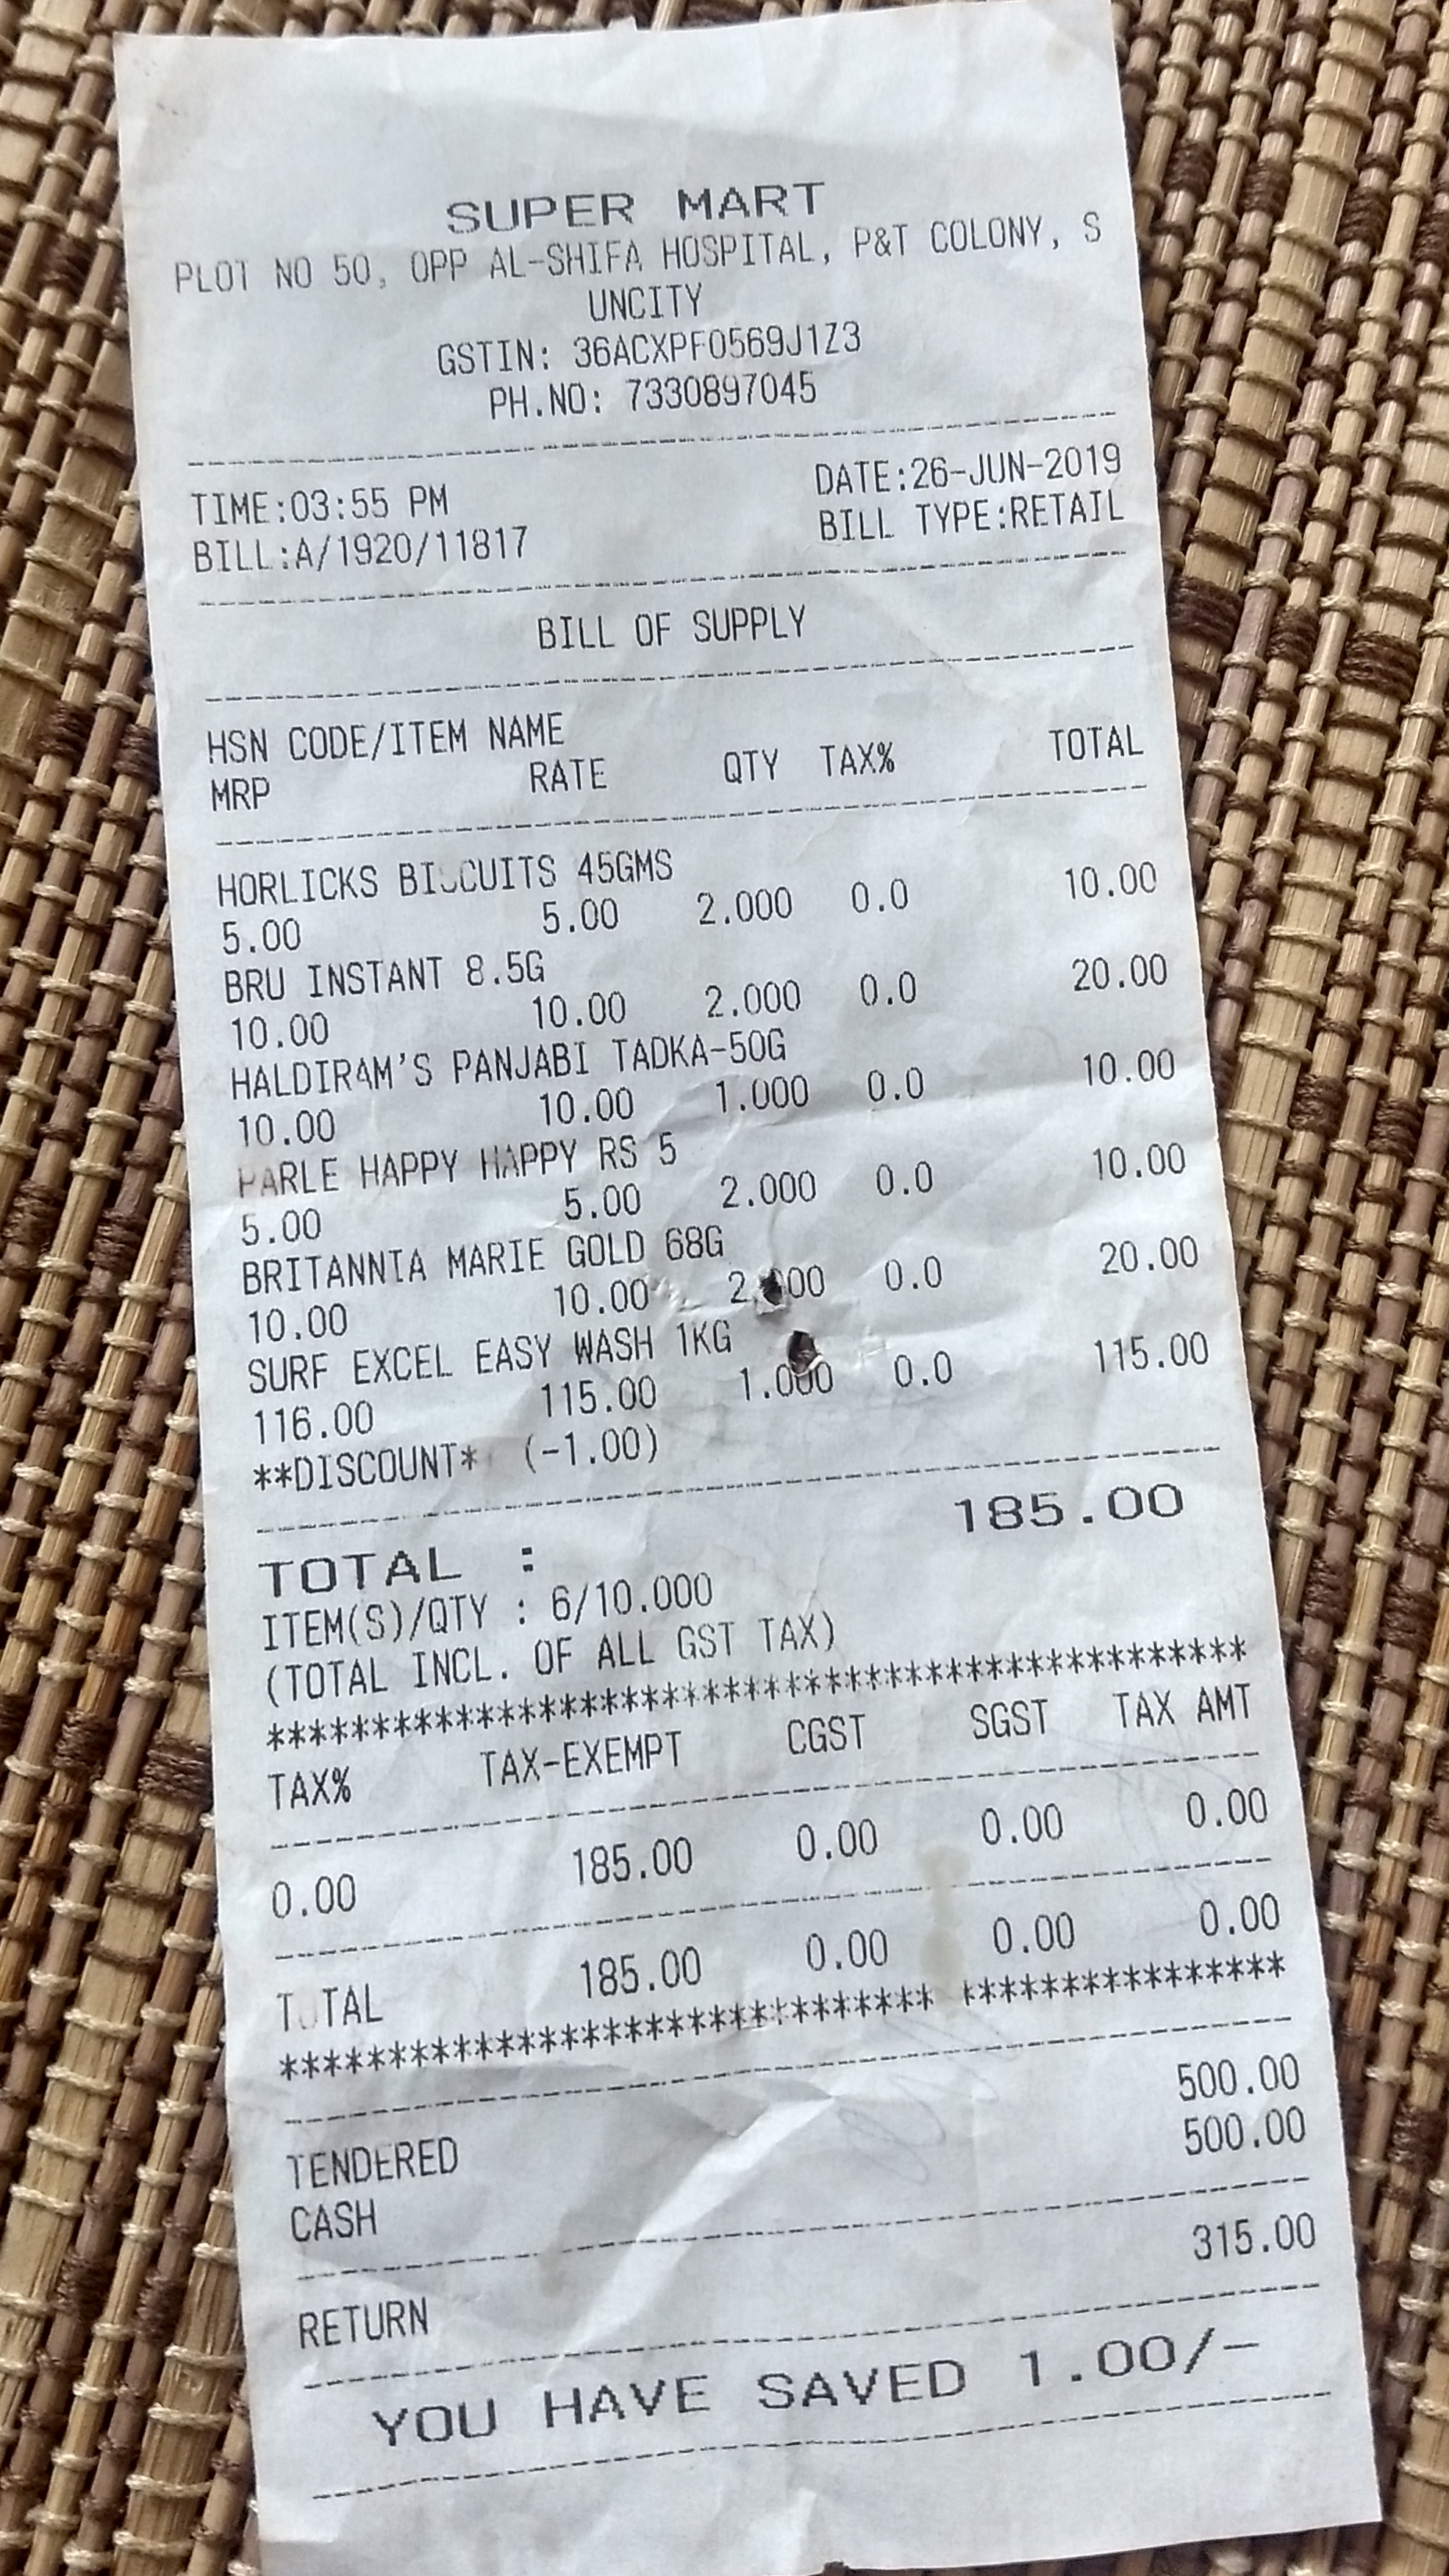 SUPER MART
PLOT NO 50, OPP AL-SHIFA HOSPITAL, P&T COLONY, S
UNCITY
GSTIN: 36ACXPF0569J1Z3
PH.NO: 7330897045
TIME:03:55 PM DATE:26-JUN-2019
BILL:A/1920/11817 BILL TYPE:RETAIL
BILL OF SUPPLY
HSN CODE/ITEM NAME
MRP RATE QTY TAX% TOTAL
HORLICKS BISCUITS 45GMS
5.00 5.00 2.000 0.0 10.00
BRU INSTANT 8.5G
10.00 10.00 2.000 0.0 20.00
HALDIRAM'S PANJABI TADKA-50G
10.00 10.00 1.000 0.0 10.00
PARLE HAPPY HAPPY RS 5
5.00 5.00 2.000 0.0 10.00
BRITANNIA MARIE GOLD 68G
10.00 10.00 2.000 0.0 20.00
SURF EXCEL EASY WASH 1KG
116.00 115.00 1.000 0.0 115.00
**DISCOUNT* (-1.00)
TOTAL : 185.00
ITEM(S)/QTY : 6/10.000
(TOTAL INCL. OF ALL GST TAX)
***********************************************
TAX% TAX-EXEMPT CGST SGST TAX AMT
0.00 185.00 0.00 0.00 0.00
TOTAL 185.00 0.00 0.00 0.00
***********************************************
TENDERED 500.00
CASH 500.00
RETURN 315.00
YOU HAVE SAVED 1.00/-